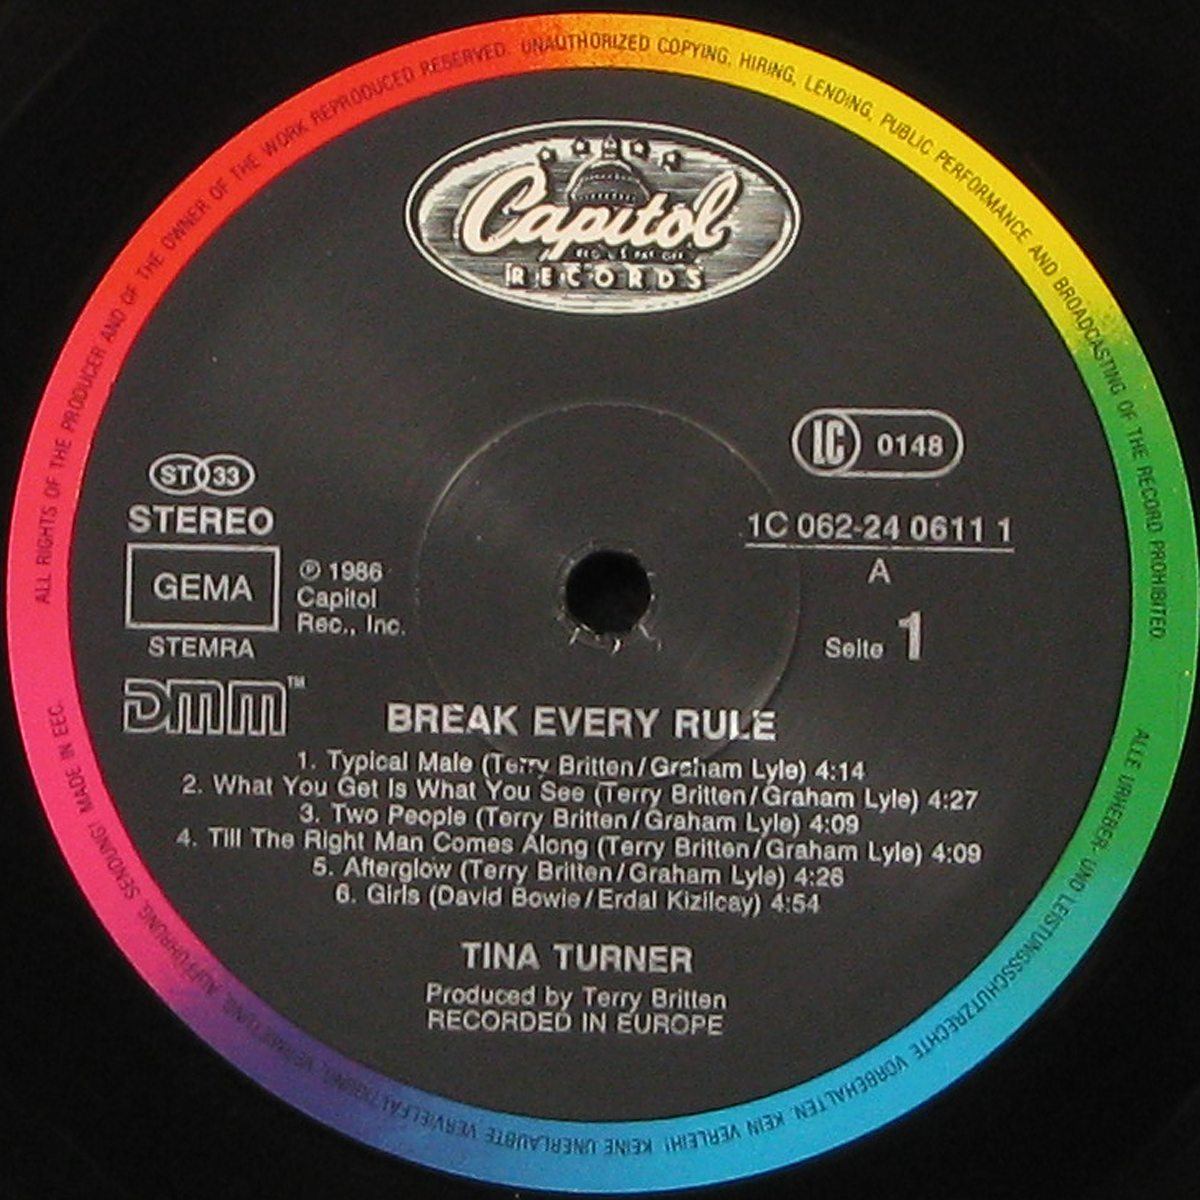 ALL RIGHTS OF THE PRODUCER AND OF THE OWNER OF THE WORK REPRODUCED RESERVED. UNAUTHORIZED COPYING, HIRING, LENDING, PUBLIC PERFORMANCE AND BROADCASTING OF THE RECORD PROHIBITED.
Capitol
REG. U.S. PAT. OFF.
RECORDS
LC 0148
ST 33
STEREO
GEMA
STEMRA
DMM™
℗ 1986
Capitol
Rec., Inc.
1C 062-24 0611 1
A
Seite 1
BREAK EVERY RULE
1. Typical Male (Terry Britten/Graham Lyle) 4:14
2. What You Get Is What You See (Terry Britten/Graham Lyle) 4:27
3. Two People (Terry Britten/Graham Lyle) 4:09
4. Till The Right Man Comes Along (Terry Britten/Graham Lyle) 4:09
5. Afterglow (Terry Britten/Graham Lyle) 4:26
6. Girls (David Bowie/Erdal Kizilcay) 4:54
TINA TURNER
Produced by Terry Britten
RECORDED IN EUROPE
ALLE URHEBER- UND LEISTUNGSSCHUTZRECHTE VORBEHALTEN. KEIN VERLEIH! KEINE UNERLAUBTE VERVIELFÄLTIGUNG, VERMIETUNG, AUFFÜHRUNG, SENDUNG! MADE IN EEC.